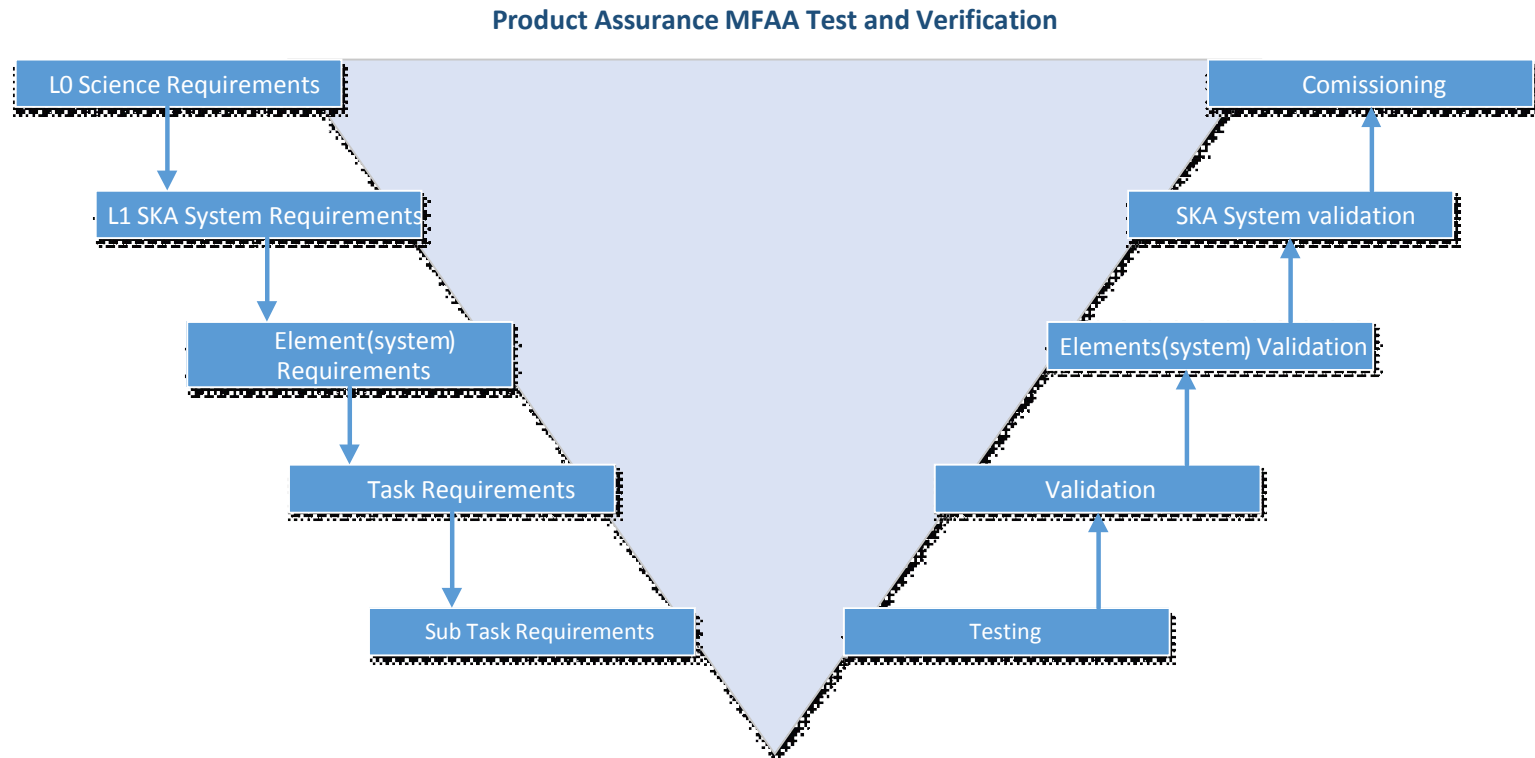 Product Assurance MFAA Test and Verification
L0 Science Requirements
Comissioning
L1 SKA System Requirements
SKA System validation
Element(system)
Requirements
Elements(system) Validation
Task Requirements
Validation
Sub Task Requirements
Testing